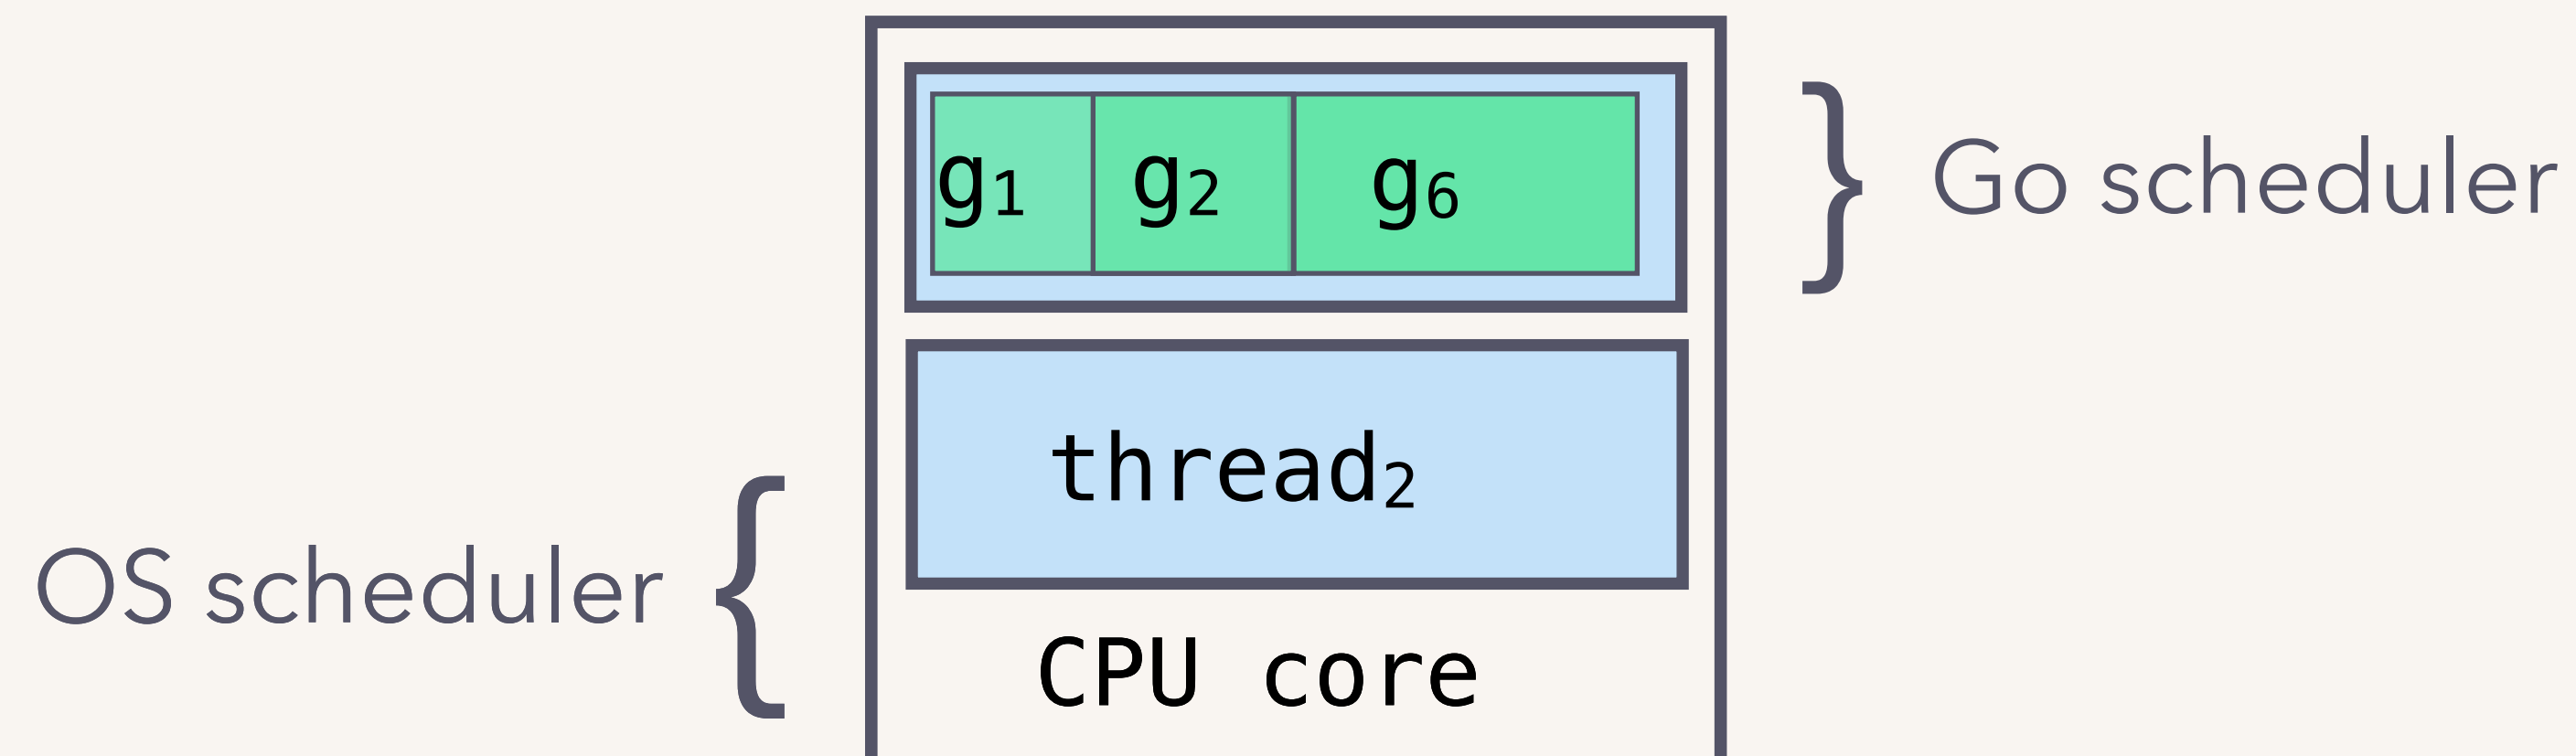 g₁ g₂ g₆
Go scheduler
thread₂
OS scheduler
CPU core